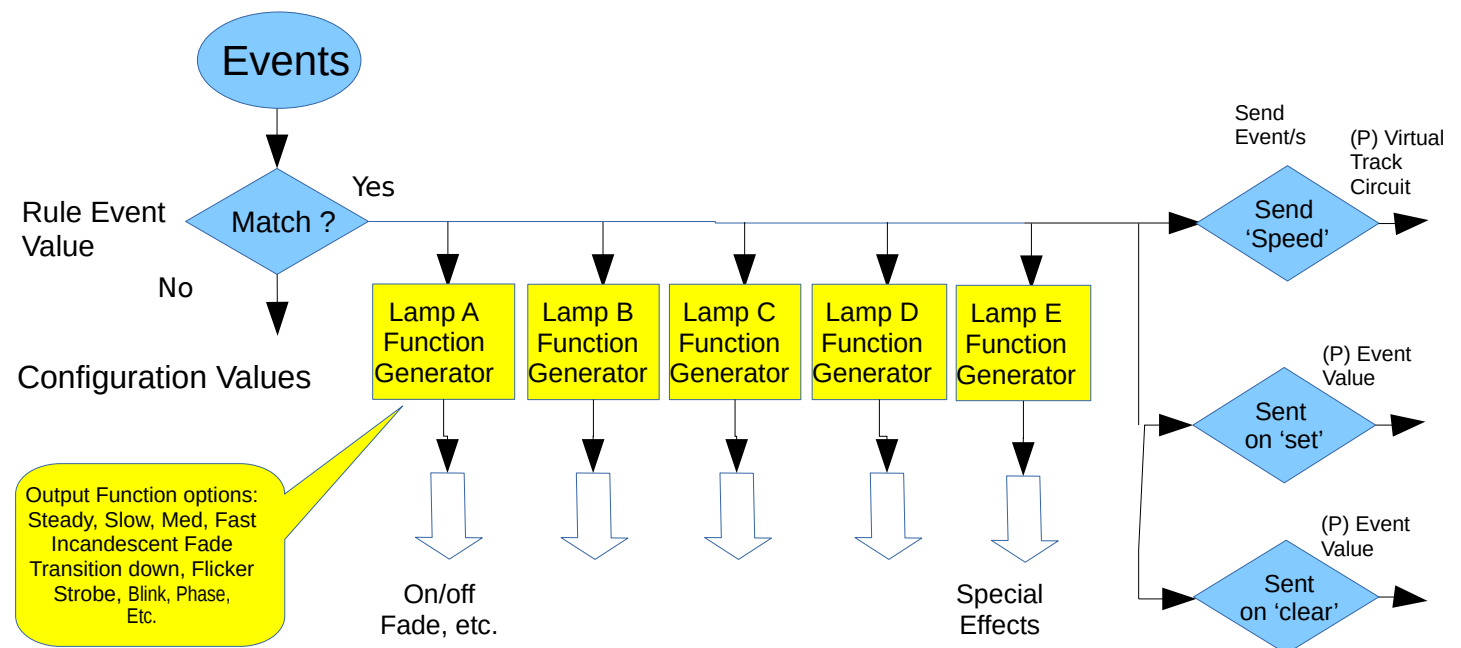 Events
Send
Event/s
(P) Virtual
Track
Circuit
Yes
Rule Event
Value
Match ?
Send
‘Speed’
No
Lamp A
Function
Generator
Lamp B
Function
Generator
Lamp C
Function
Generator
Lamp D
Function
Generator
Lamp E
Function
Generator
Configuration Values
(P) Event
Value
Sent
on ‘set’
Output Function options:
Steady, Slow, Med, Fast
Incandescent Fade
Transition down, Flicker
Strobe, Blink, Phase,
Etc.
(P) Event
Value
Sent
on ‘clear’
On/off
Fade, etc.
Special
Effects